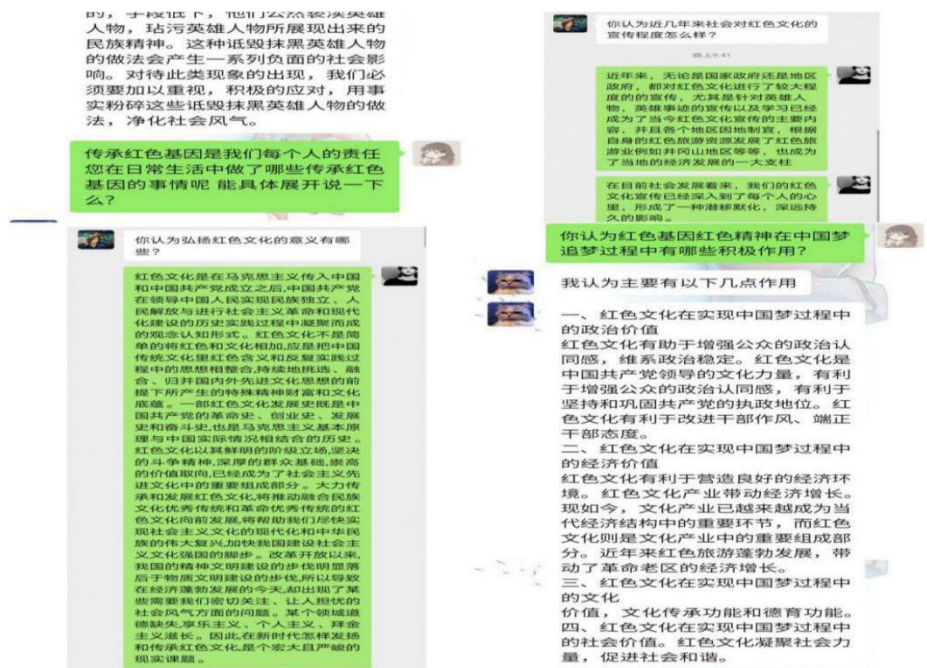 的，手段低下，他们公然亵渎英雄
人物，玷污英雄人物所展现出来的
民族精神。这种诋毁抹黑英雄人物
的做法会产生一系列负面的社会影
响。对待此类现象的出现，我们必
须要加以重视，积极的应对，用事
实粉碎这些诋毁抹黑英雄人物的做
法，净化社会风气。
传承红色基因是我们每个人的责任
您在日常生活中做了哪些传承红色
基因的事情呢 能具体展开说一下
么？
你认为弘扬红色文化的意义有哪
些？
红色文化是在马克思主义传入中国
和中国共产党成立之后,中国共产党
在领导中国人民实现民族独立、人
民解放与进行社会主义革命和现代
化建设的历史实践过程中凝聚而成
的观念认知形式。红色文化不是简
单的将红色和文化相加,应是把中国
传统文化里红色含义和反复实践过
程中的思想相整合,持续地挑选、融
合、归并国内外先进文化思想的前
提下所产生的特殊精神财富和文化
底蕴。一部红色文化发展史既是中
国共产党的革命史、创业史、发展
史和奋斗史,也是马克思主义基本原
理与中国实际情况相结合的历史。
红色文化以其鲜明的阶级立场,坚决
的斗争精神,深厚的群众基础,崇高
的价值取向,已经成为了社会主义先
进文化中的重要组成部分。大力传
承和发展红色文化,将推动融合民族
文化优秀传统和革命优秀传统的红
色文化向前发展,将帮助我们尽快实
现社会主义文化的现代化和中华民
族的伟大复兴,加快我国建设社会主
义文化强国的脚步。改革开放以来,
我国的精神文明建设的步伐明显落
后于物质文明建设的步伐,所以导致
在经济蓬勃发展的今天,却出现了某
些需要我们密切关注、让人担忧的
社会风气方面的问题。某个领域道
德缺失,享乐主义、个人主义、拜金
主义滋长。因此,在新时代怎样发扬
和传承红色文化,是个宏大且严峻的
现实课题。
你认为近几年来社会对红色文化的
宣传程度怎么样？
晚上9:41
近年来，无论是国家政府还是地区
政府，都对红色文化进行了较大程
度的的宣传，尤其是针对英雄人
物，英雄事迹的宣传以及学习已经
成为了当今红色文化宣传的主要内
容，并且各个地区因地制宜，根据
自身的红色旅游资源发展了红色旅
游业例如井冈山地区等等，也成为
了当地的经济发展的一大支柱
在目前社会发展看来，我们的红色
文化宣传已经深入到了每个人的心
里，形成了一种潜移默化，深远持
久的影响。
你认为红色基因红色精神在中国梦
追梦过程中有哪些积极作用？
我认为主要有以下几点作用
一、红色文化在实现中国梦过程中
的政治价值
红色文化有助于增强公众的政治认
同感，维系政治稳定。红色文化是
中国共产党领导的文化力量，有利
于增强公众的政治认同感，有利于
坚持和巩固共产党的执政地位。红
色文化有利于改进干部作风、端正
干部态度。
二、红色文化在实现中国梦过程中
的经济价值
红色文化有利于营造良好的经济环
境。红色文化产业带动经济增长。
现如今，文化产业已越来越成为当
代经济结构中的重要环节，而红色
文化则是文化产业中的重要组成部
分。近年来红色旅游蓬勃发展，带
动了革命老区的经济增长。
三、红色文化在实现中国梦过程中
的文化
价值，文化传承功能和德育功能。
四、红色文化在实现中国梦过程中
的社会价值。红色文化凝聚社会力
量，促进社会和谐。